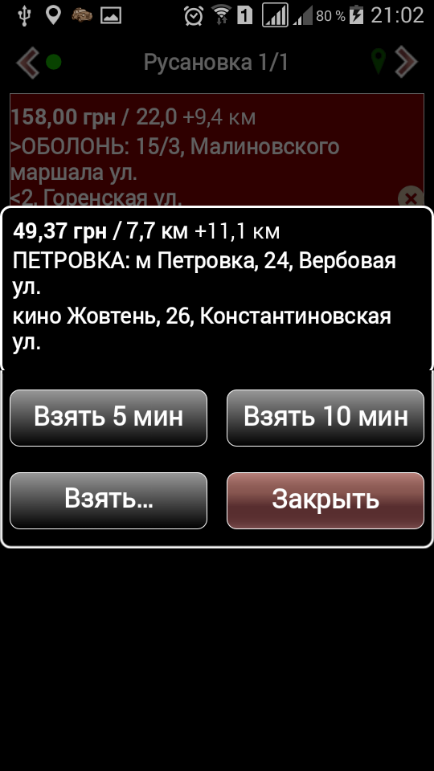 1
80 %
21:02
Русановка 1/1
158,00 грн / 22,0 +9,4 км
>ОБОЛОНЬ: 15/3, Малиновского
маршала ул.
<2, Горенская ул.
49,37 грн / 7,7 км +11,1 км
ПЕТРОВКА: м Петровка, 24, Вербовая
ул.
кино Жовтень, 26, Константиновская
ул.
Взять 5 мин
Взять 10 мин
Взять...
Закрыть